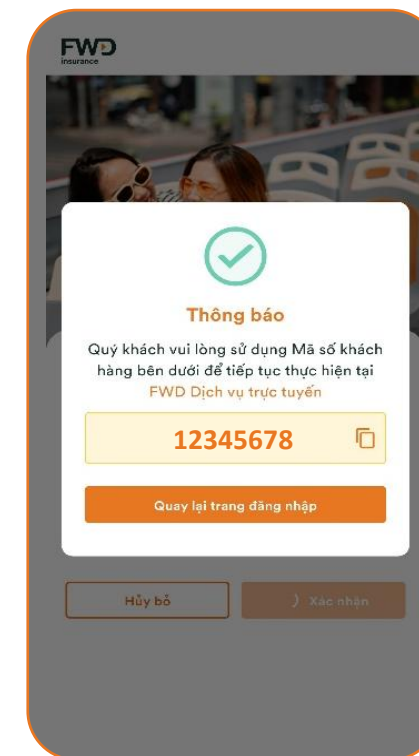 FWD
insurance
Thông báo
Quý khách vui lòng sử dụng Mã số khách
hàng bên dưới để tiếp tục thực hiện tại
FWD Dịch vụ trực tuyến
12345678
Quay lại trang đăng nhập
Hủy bỏ
Xác nhận